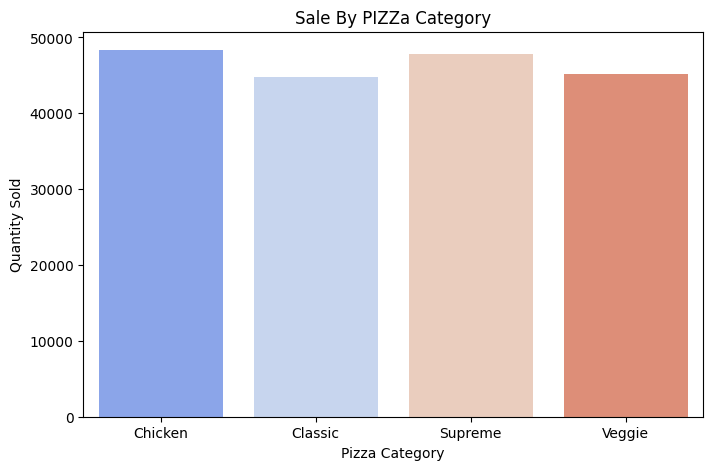 Sale By PIZZa Category
50000
40000
30000
20000
10000
0
Quantity Sold
Chicken Classic Supreme Veggie
Pizza Category